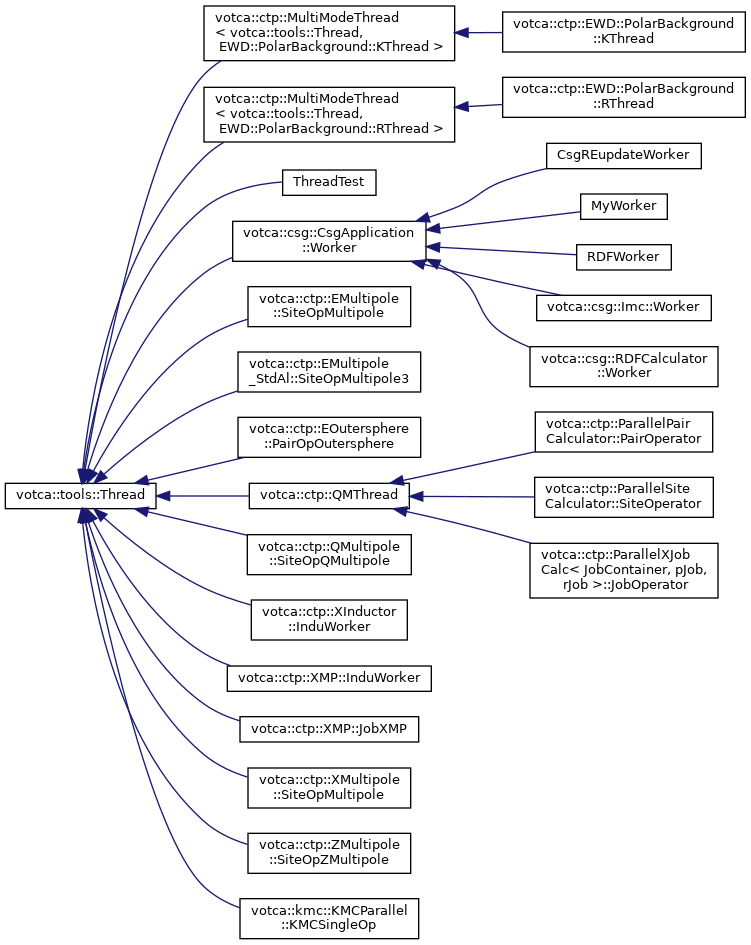 votca::ctp::MultiModeThread
< votca::tools::Thread,
EWD::PolarBackground::KThread >
votca::ctp::EWD::PolarBackground
::KThread
votca::ctp::MultiModeThread
< votca::tools::Thread,
EWD::PolarBackground::RThread >
votca::ctp::EWD::PolarBackground
::RThread
ThreadTest
CsgREupdateWorker
MyWorker
votca::csg::CsgApplication
::Worker
RDFWorker
votca::csg::Imc::Worker
votca::csg::RDFCalculator
::Worker
votca::ctp::EMultipole
::SiteOpMultipole
votca::ctp::EMultipole
_StdAl::SiteOpMultipole3
votca::ctp::EOutersphere
::PairOpOutersphere
votca::tools::Thread
votca::ctp::QMThread
votca::ctp::ParallelPair
Calculator::PairOperator
votca::ctp::ParallelSite
Calculator::SiteOperator
votca::ctp::ParallelXJob
Calc< JobContainer, pJob,
rJob >::JobOperator
votca::ctp::QMultipole
::SiteOpQMultipole
votca::ctp::XInductor
::InduWorker
votca::ctp::XMP::InduWorker
votca::ctp::XMP::JobXMP
votca::ctp::XMultipole
::SiteOpMultipole
votca::ctp::ZMultipole
::SiteOpZMultipole
votca::kmc::KMCParallel
::KMCSingleOp